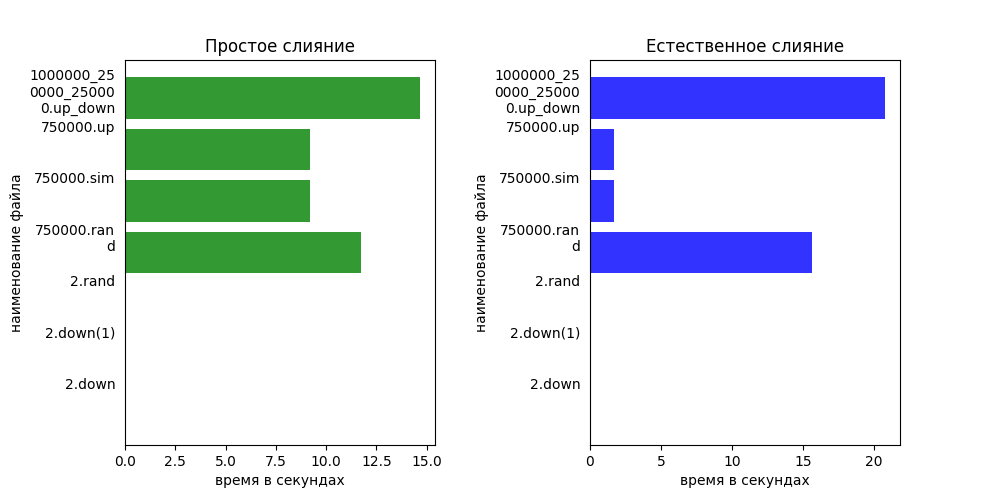 Простое слияние
1000000_25
0000_25000
0.up_down
750000.up
750000.sim
750000.ran
d
2.rand
2.down(1)
2.down
наименование файла
0.0 2.5 5.0 7.5 10.0 12.5 15.0
время в секундах
Естественное слияние
1000000_25
0000_25000
0.up_down
750000.up
750000.sim
750000.ran
d
2.rand
2.down(1)
2.down
наименование файла
0 5 10 15 20
время в секундах